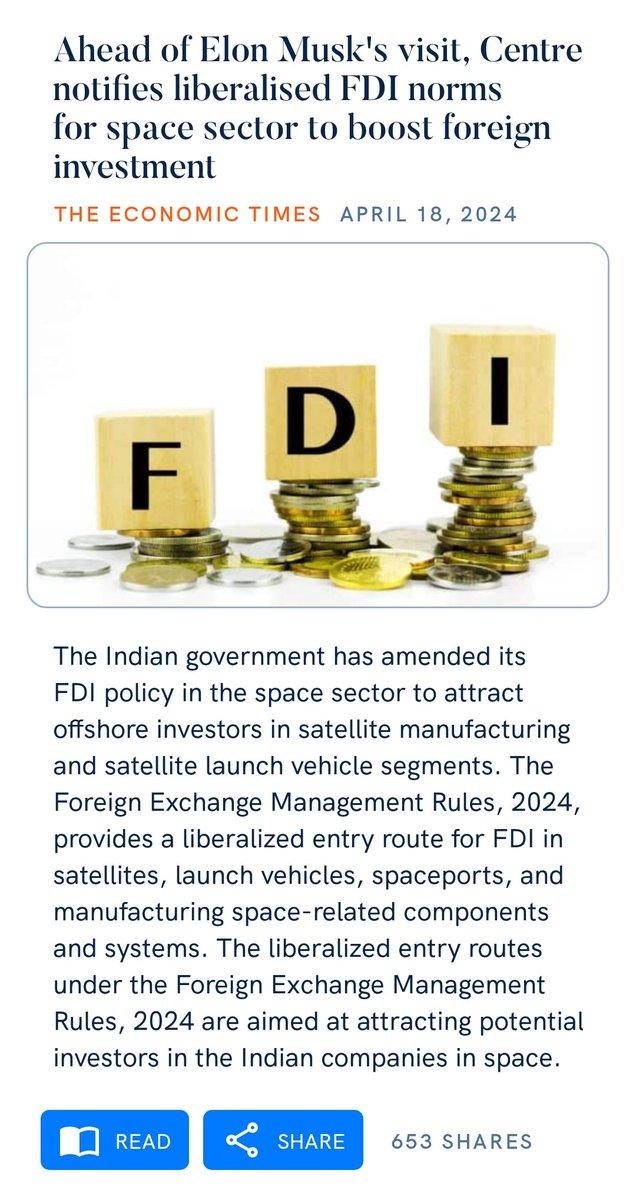 Ahead of Elon Musk's visit, Centre
notifies liberalised FDI norms
for space sector to boost foreign
investment
THE ECONOMIC TIMES APRIL 18, 2024
F D I
The Indian government has amended its
FDI policy in the space sector to attract
offshore investors in satellite manufacturing
and satellite launch vehicle segments. The
Foreign Exchange Management Rules, 2024,
provides a liberalized entry route for FDI in
satellites, launch vehicles, spaceports, and
manufacturing space-related components
and systems. The liberalized entry routes
under the Foreign Exchange Management
Rules, 2024 are aimed at attracting potential
investors in the Indian companies in space.
READ SHARE 653 SHARES